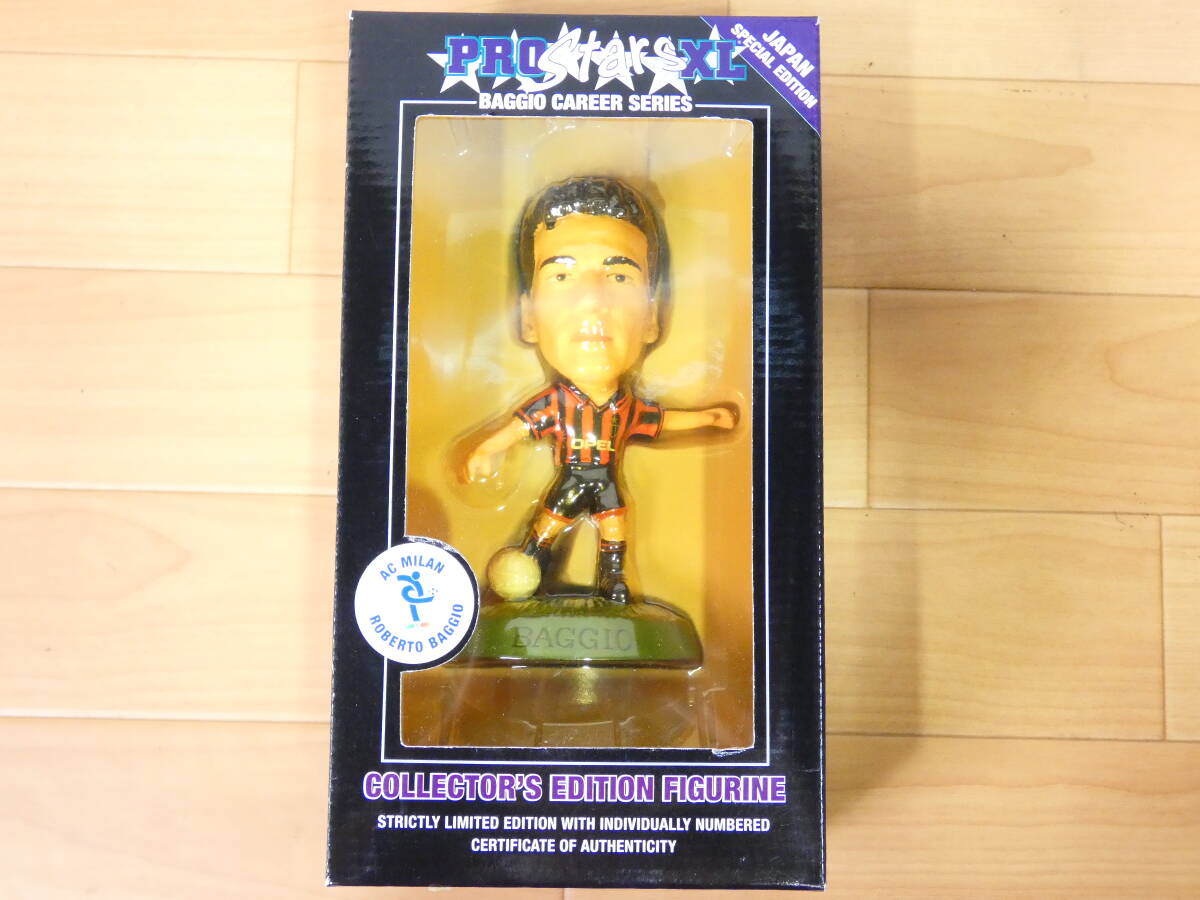 PRO Stars XL
JAPAN
SPECIAL EDITION
BAGGIO CAREER SERIES
OPEL
AC MILAN
ROBERTO BAGGIO
BAGGIO
COLLECTOR'S EDITION FIGURINE
STRICTLY LIMITED EDITION WITH INDIVIDUALLY NUMBERED
CERTIFICATE OF AUTHENTICITY